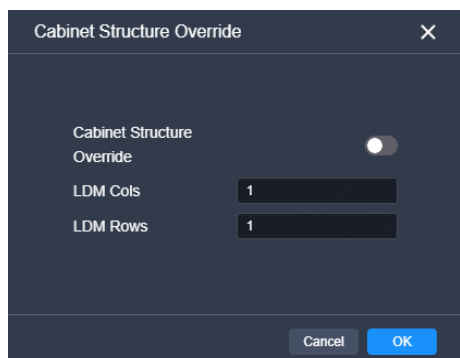 Cabinet Structure Override
Cabinet Structure
Override
LDM Cols 1
LDM Rows 1
Cancel OK